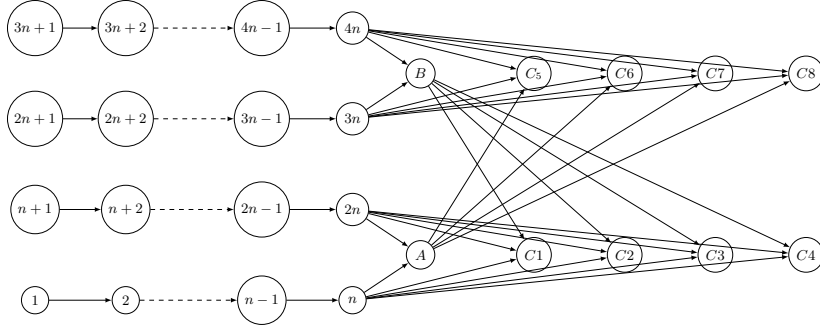 3n + 1 3n + 2 4n − 1 4n
B C₅ C6 C7 C8
2n + 1 2n + 2 3n − 1 3n
n + 1 n + 2 2n − 1 2n
A C1 C2 C3 C4
1 2 n − 1 n